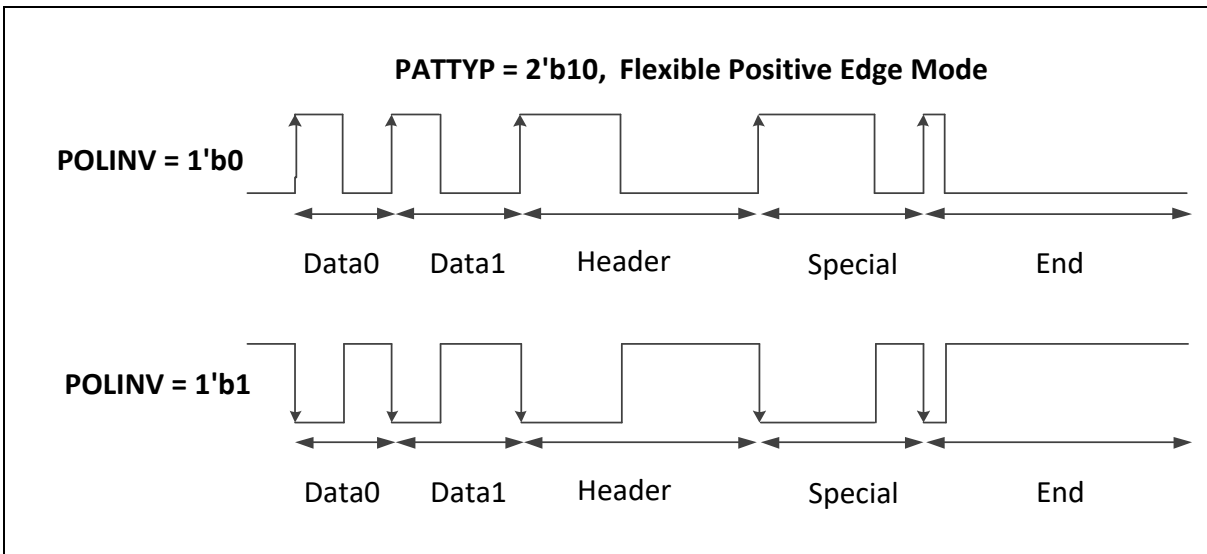 PATTYP = 2'b10, Flexible Positive Edge Mode
POLINV = 1'b0
Data0 Data1 Header Special End
POLINV = 1'b1
Data0 Data1 Header Special End